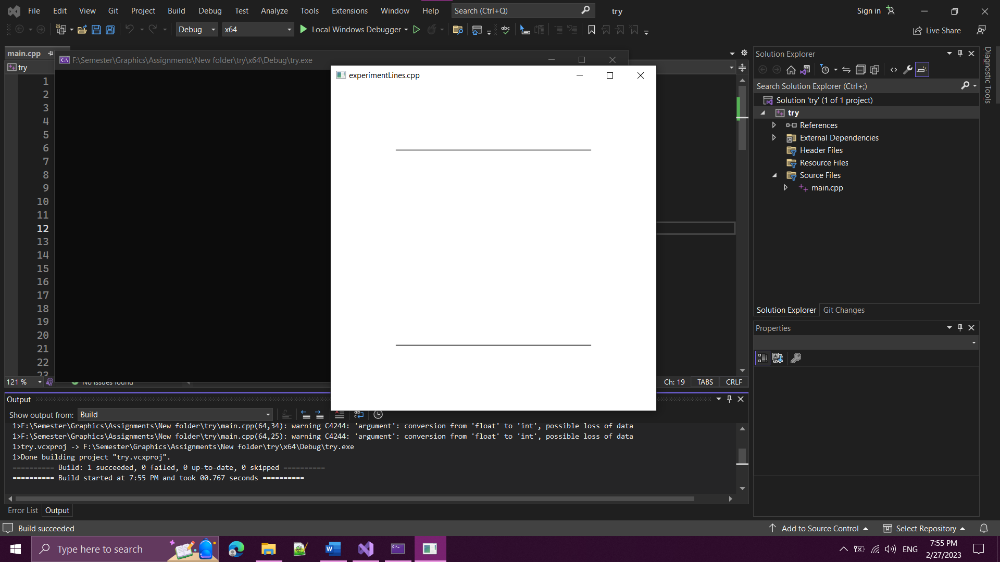 File Edit View Git Project Build Debug Test Analyze Tools Extensions Window Help Search (Ctrl+Q) try Sign in
Debug x64 Local Windows Debugger Live Share
main.cpp
F:\Semester\Graphics\Assignments\New folder\try\x64\Debug\try.exe
try
experimentLines.cpp
1
2
3
4
5
6
7
8
9
10
11
12
13
14
15
16
17
18
19
20
21
22
23
121 % No issues found Ch: 19 TABS CRLF
Solution Explorer
Search Solution Explorer (Ctrl+;)
Solution 'try' (1 of 1 project)
try
References
External Dependencies
Header Files
Resource Files
Source Files
main.cpp
Solution Explorer Git Changes
Properties
Diagnostic Tools
Output
Show output from: Build
1>F:\Semester\Graphics\Assignments\New folder\try\main.cpp(64,34): warning C4244: 'argument': conversion from 'float' to 'int', possible loss of data
1>F:\Semester\Graphics\Assignments\New folder\try\main.cpp(64,25): warning C4244: 'argument': conversion from 'float' to 'int', possible loss of data
1>try.vcxproj -> F:\Semester\Graphics\Assignments\New folder\try\x64\Debug\try.exe
1>Done building project "try.vcxproj".
========== Build: 1 succeeded, 0 failed, 0 up-to-date, 0 skipped ==========
========== Build started at 7:55 PM and took 00.767 seconds ==========
Error List Output
Build succeeded Add to Source Control Select Repository
Type here to search ENG 7:55 PM
2/27/2023